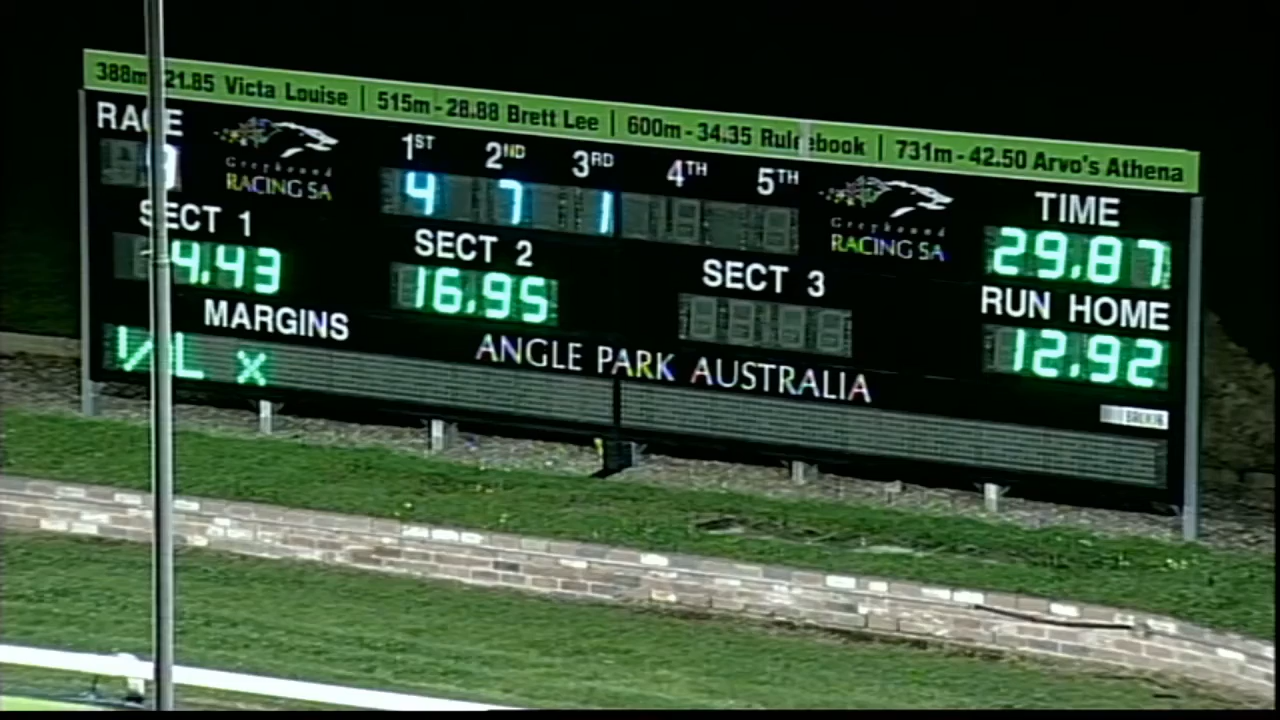 388m 21.85 Victa Louise | 515m - 28.88 Brett Lee | 600m - 34.35 Rulebook | 731m - 42.50 Arvo's Athena
RACE
Greyhound
RACING SA
1ST 2ND 3RD 4TH 5TH
4 7 1
Greyhound
RACING SA
TIME
29.87
SECT 1
4.43
SECT 2
16.95
SECT 3
RUN HOME
12.92
MARGINS
L x
ANGLE PARK AUSTRALIA